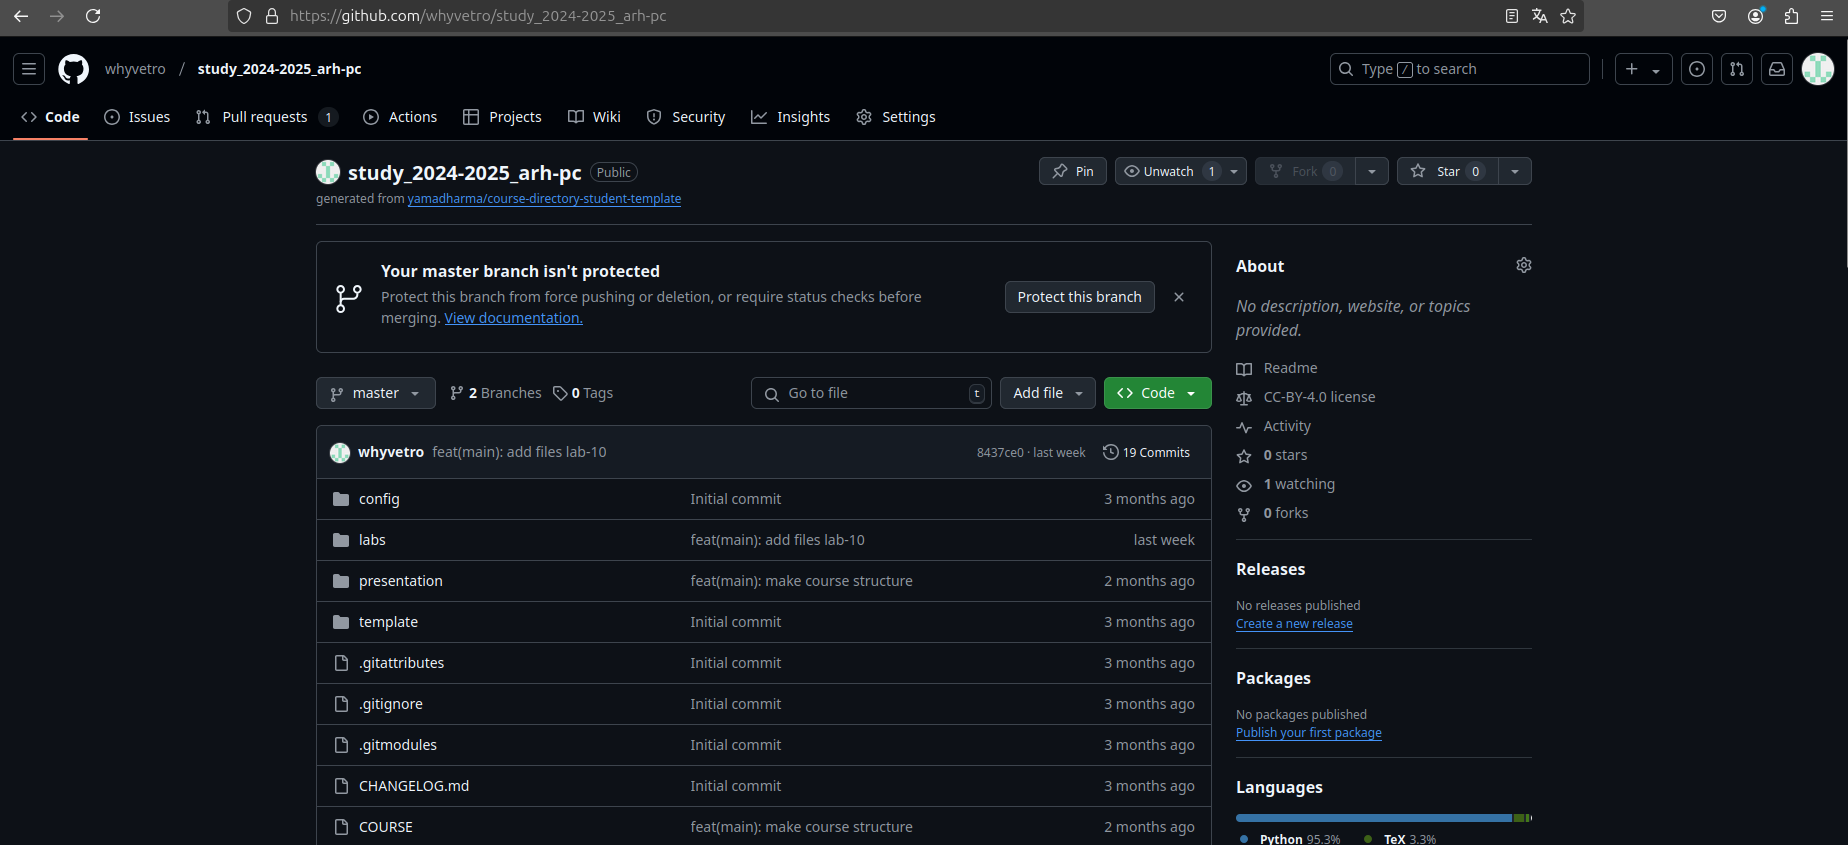 https://github.com/whyvetro/study_2024-2025_arh-pc
whyvetro / study_2024-2025_arh-pc
Type / to search
Code Issues Pull requests 1 Actions Projects Wiki Security Insights Settings
study_2024-2025_arh-pc Public
Pin Unwatch 1 Fork 0 Star 0
generated from yamadharma/course-directory-student-template
Your master branch isn't protected
Protect this branch from force pushing or deletion, or require status checks before
merging. View documentation.
Protect this branch
master 2 Branches 0 Tags Go to file t Add file Code
whyvetro feat(main): add files lab-10 8437ce0 · last week 19 Commits
config Initial commit 3 months ago
labs feat(main): add files lab-10 last week
presentation feat(main): make course structure 2 months ago
template Initial commit 3 months ago
.gitattributes Initial commit 3 months ago
.gitignore Initial commit 3 months ago
.gitmodules Initial commit 3 months ago
CHANGELOG.md Initial commit 3 months ago
COURSE feat(main): make course structure 2 months ago
About
No description, website, or topics
provided.
Readme
CC-BY-4.0 license
Activity
0 stars
1 watching
0 forks
Releases
No releases published
Create a new release
Packages
No packages published
Publish your first package
Languages
Python 95.3% TeX 3.3%